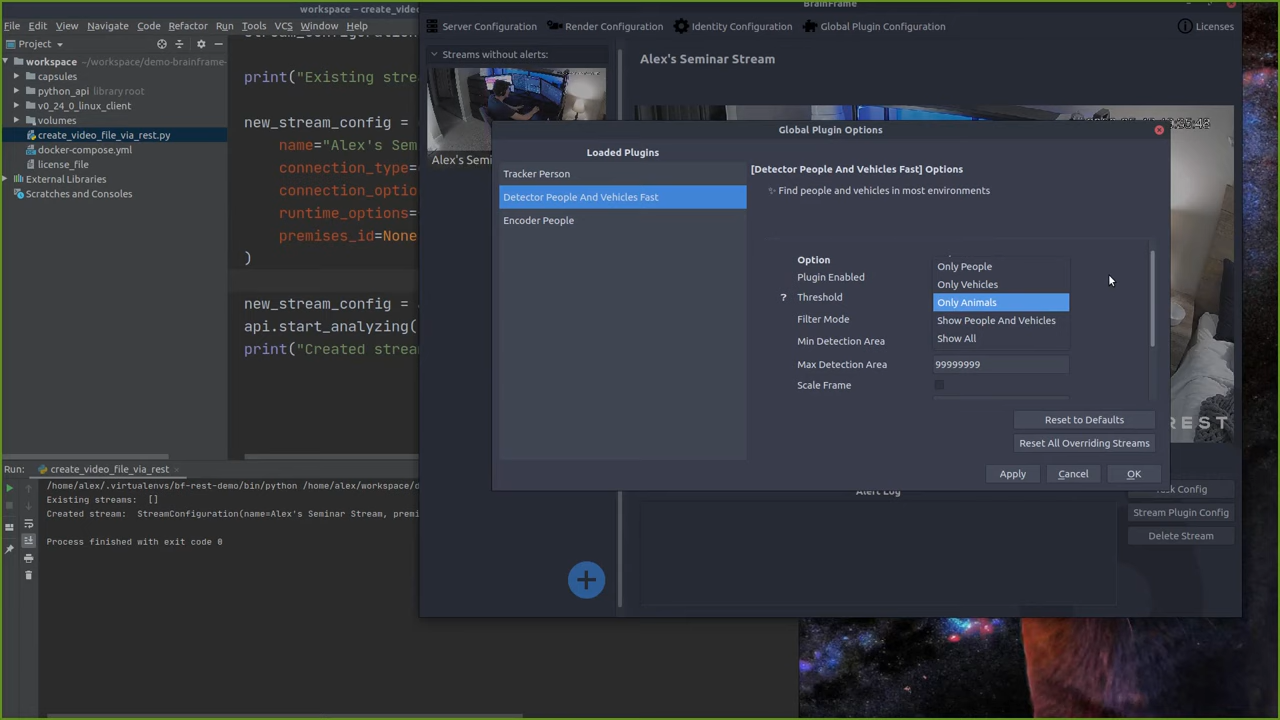 workspace – create_vide
File Edit View Navigate Code Refactor Run Tools VCS Window Help
Project
workspace ~/workspace/demo-brainframe-
capsules
python_api library root
v0_24_0_linux_client
volumes
create_video_file_via_rest.py
docker-compose.yml
license_file
External Libraries
Scratches and Consoles
print("Existing strea
new_stream_config =
name="Alex's Sem
connection_type=
connection_optio
runtime_options=
premises_id=None
)
new_stream_config =
api.start_analyzing(
print("Created strea
BrainFrame
Server Configuration Render Configuration Identity Configuration Global Plugin Configuration Licenses
Streams without alerts:
Alex's Semi
Alex's Seminar Stream
Global Plugin Options
Loaded Plugins
Tracker Person
Detector People And Vehicles Fast
Encoder People
[Detector People And Vehicles Fast] Options
Find people and vehicles in most environments
Option
Plugin Enabled
? Threshold
Filter Mode
Min Detection Area
Max Detection Area 99999999
Scale Frame
Only People
Only Vehicles
Only Animals
Show People And Vehicles
Show All
Reset to Defaults
Reset All Overriding Streams
Apply Cancel OK
REST
Alert Log
Task Config
Stream Plugin Config
Delete Stream
Run: create_video_file_via_rest
/home/alex/.virtualenvs/bf-rest-demo/bin/python /home/alex/workspace/d
Existing streams: []
Created stream: StreamConfiguration(name=Alex's Seminar Stream, premi
Process finished with exit code 0